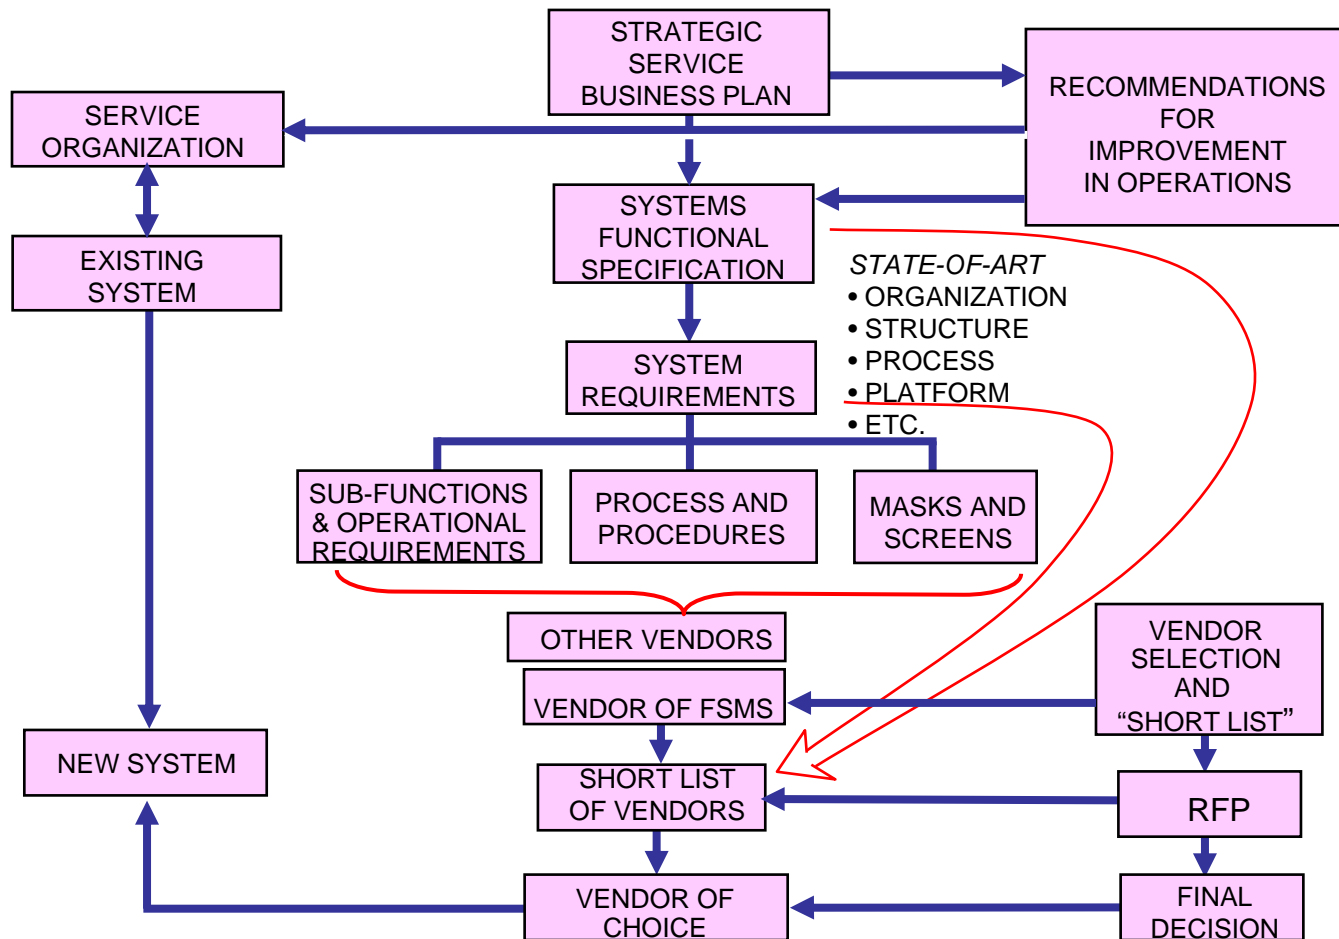 STRATEGIC
SERVICE
BUSINESS PLAN
RECOMMENDATIONS
FOR
IMPROVEMENT
IN OPERATIONS
SERVICE
ORGANIZATION
SYSTEMS
FUNCTIONAL
SPECIFICATION
EXISTING
SYSTEM
STATE-OF-ART
• ORGANIZATION
• STRUCTURE
• PROCESS
• PLATFORM
• ETC.
SYSTEM
REQUIREMENTS
SUB-FUNCTIONS
& OPERATIONAL
REQUIREMENTS
PROCESS AND
PROCEDURES
MASKS AND
SCREENS
OTHER VENDORS
VENDOR OF FSMS
VENDOR
SELECTION
AND
“SHORT LIST”
NEW SYSTEM
SHORT LIST
OF VENDORS
RFP
VENDOR OF
CHOICE
FINAL
DECISION